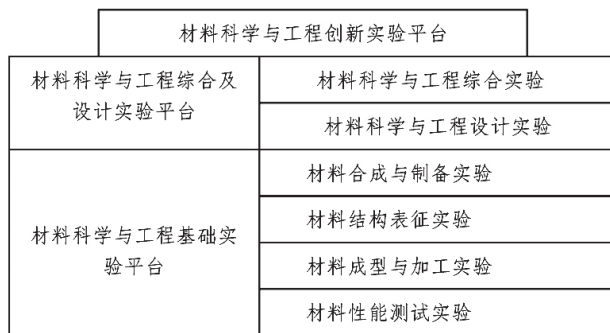 材料科学与工程创新实验平台
材料科学与工程综合及
设计实验平台
材料科学与工程综合实验
材料科学与工程设计实验
材料科学与工程基础实
验平台
材料合成与制备实验
材料结构表征实验
材料成型与加工实验
材料性能测试实验